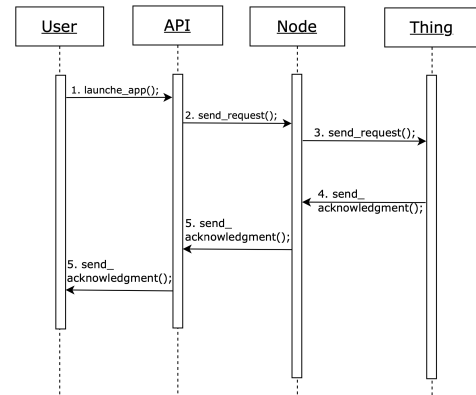 User
API
Node
Thing
1. launche_app();
2. send_request();
3. send_request();
4. send_
acknowledgment();
5. send_
acknowledgment();
5. send_
acknowledgment();